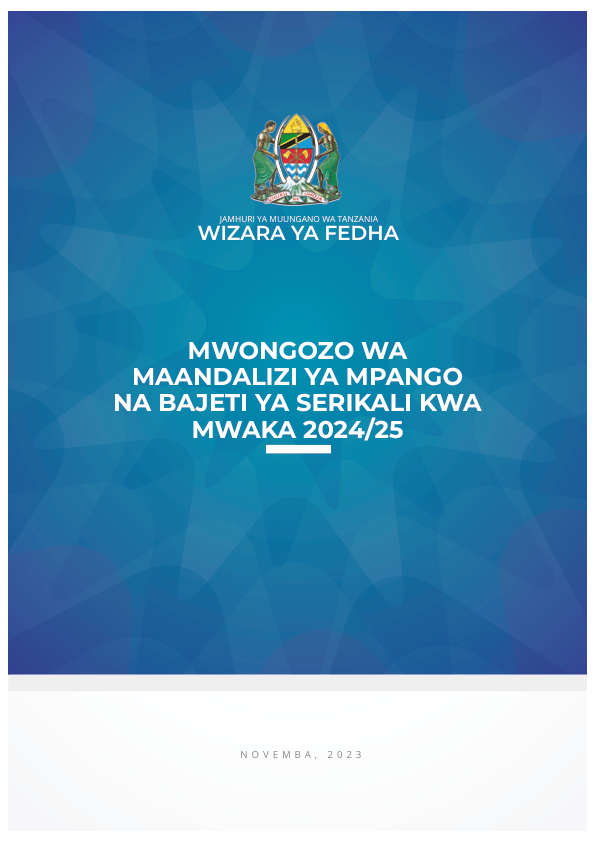 JAMHURI YA MUUNGANO WA TANZANIA
WIZARA YA FEDHA
MWONGOZO WA
MAANDALIZI YA MPANGO
NA BAJETI YA SERIKALI KWA
MWAKA 2024/25
NOVEMBA, 2023